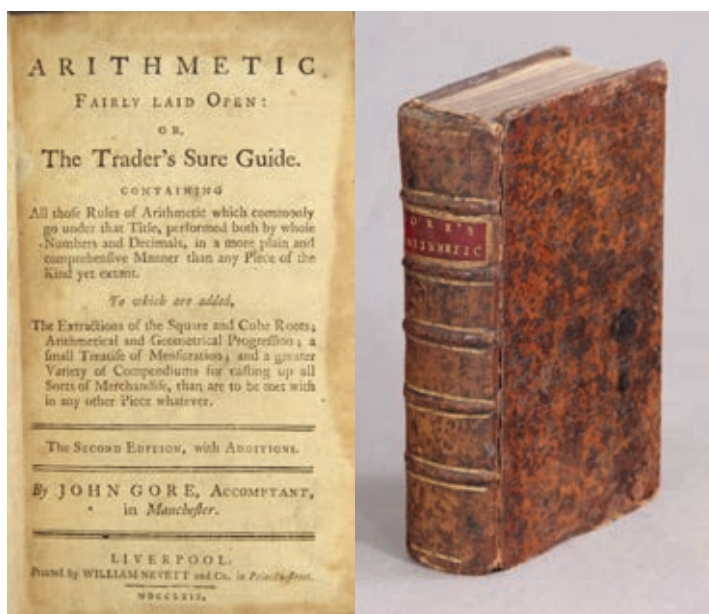 ARITHMETIC
FAIRLY LAID OPEN:
OR,
The Trader's Sure Guide.
CONTAINING
All thoſe Rules of Arithmetic which commonly
go under that Title, performed both by whole
Numbers and Decimals, in a more plain and
comprehenſive Manner than any Piece of the
Kind yet extant.
To which are added,
The Extractions of the Square and Cube Roots;
Arithmetical and Geometrical Progreſſion; a
ſmall Treatiſe of Menſuration; and a greater
Variety of Compendiums for caſting up all
Sorts of Merchandiſe, than are to be met with
in any other Piece whatever.
The SECOND EDITION, with ADDITIONS.
By JOHN GORE, ACCOMPTANT,
in Mancheſter.
LIVERPOOL:
Printed by WILLIAM NEVETT and Co. in Princes-ſtreet.
ORE'S